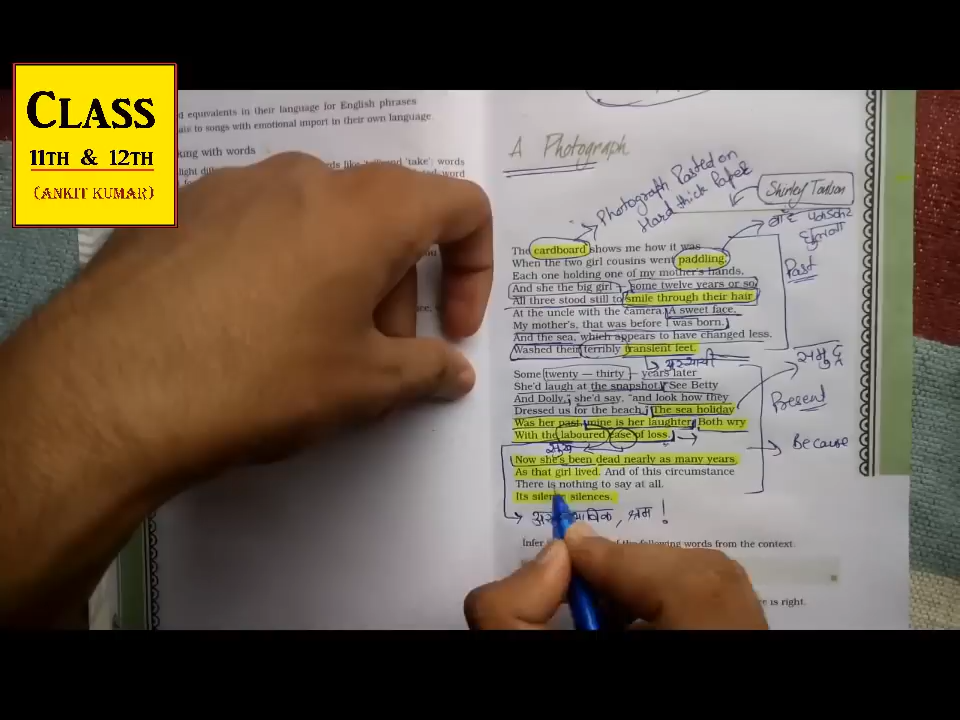 CLASS
11TH & 12TH
(ANKIT KUMAR)
d equivalents in their language for English phrases
to songs with emotional import in their own language.
king with words
'take'; words
A Photograph
Photograph Pasted on
Hard thick Paper
Shirley Toulson
The cardboard shows me how it was
When the two girl cousins went paddling,
Each one holding one of my mother's hands,
And she the big girl — some twelve years or so.
All three stood still to smile through their hair
At the uncle with the camera. A sweet face,
My mother's, that was before I was born.
And the sea, which appears to have changed less,
Washed their terribly transient feet.
Past
अस्थायी
समुद्र
Some twenty — thirty — years later
She'd laugh at the snapshot. "See Betty
And Dolly," she'd say, "and look how they
Dressed us for the beach." The sea holiday
Was her past, mine is her laughter. Both wry
With the laboured ease of loss.
Present
Because
Now she's been dead nearly as many years
As that girl lived. And of this circumstance
There is nothing to say at all.
Its silence silences.
श्रम !
Infer of the following words from the context.
e is right.